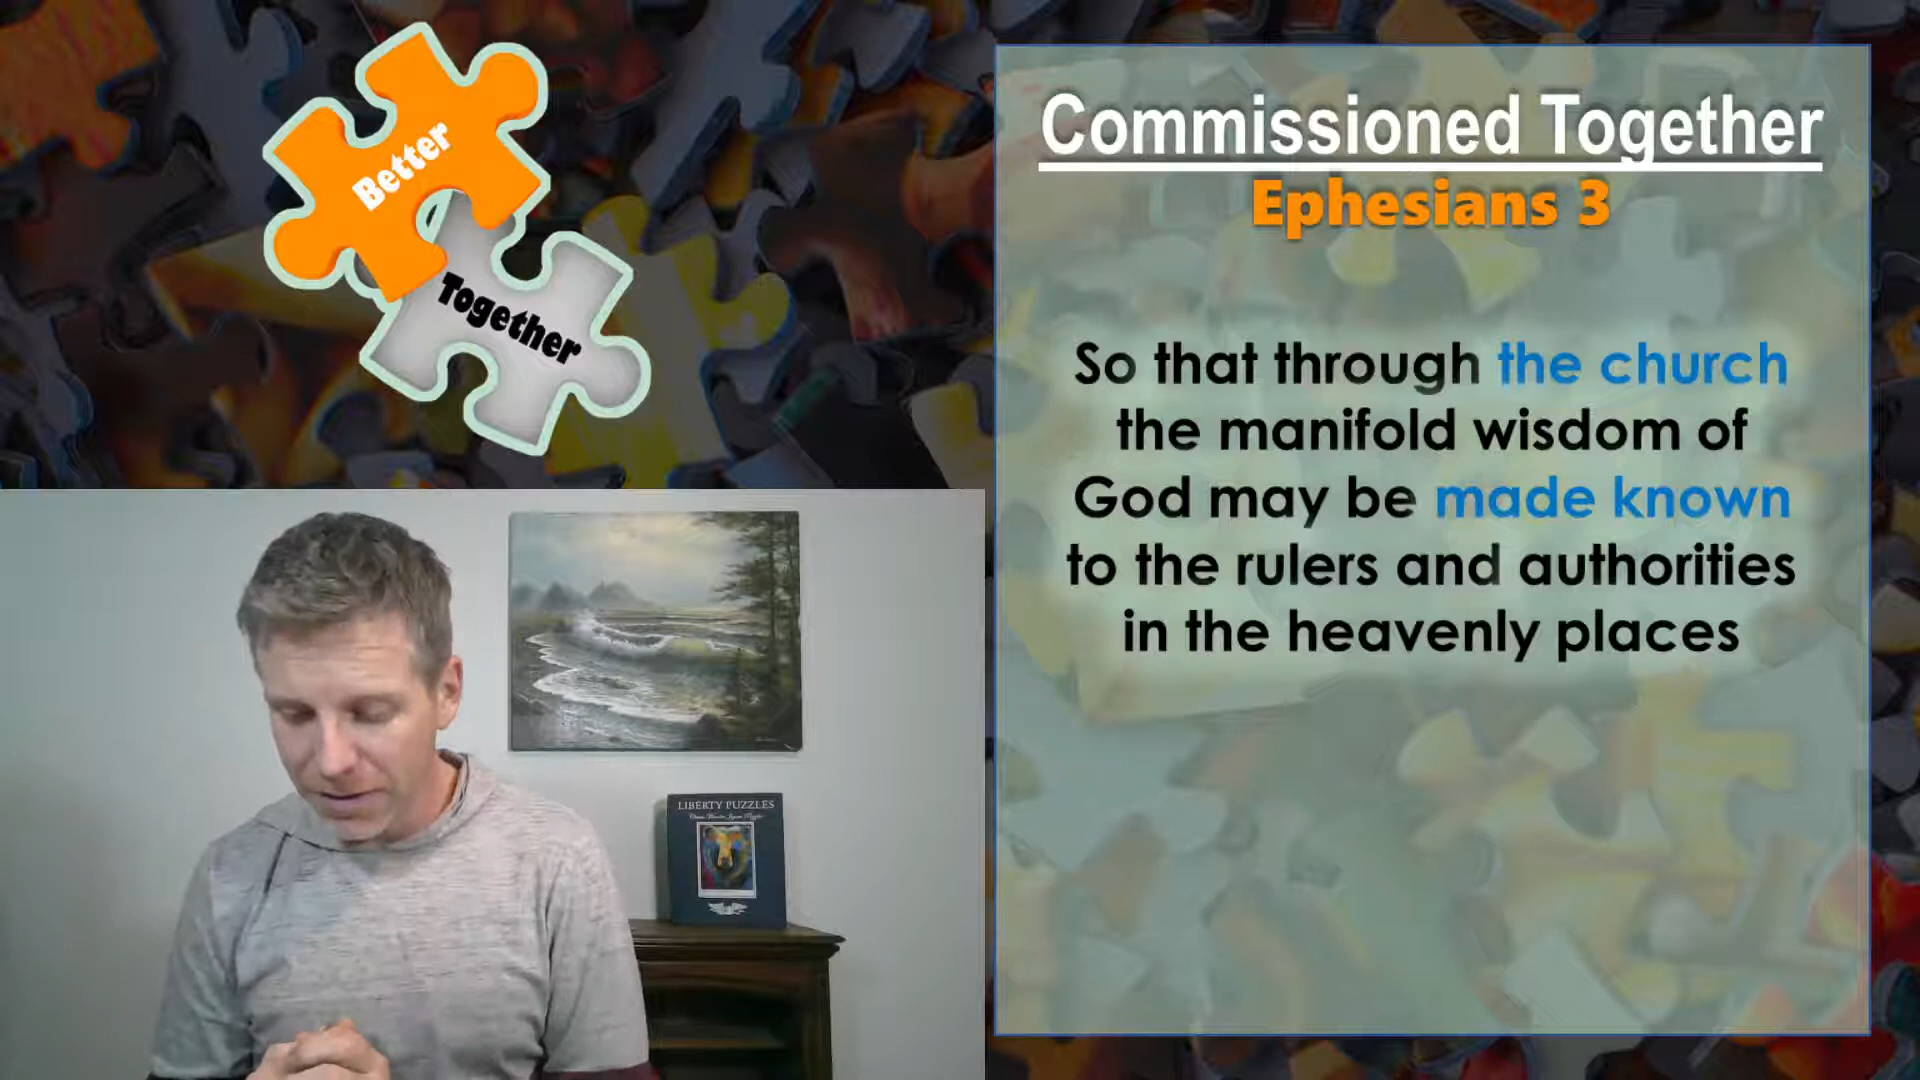 Better
Together
Commissioned Together
Ephesians 3
So that through the church
the manifold wisdom of
God may be made known
to the rulers and authorities
in the heavenly places
LIBERTY PUZZLES